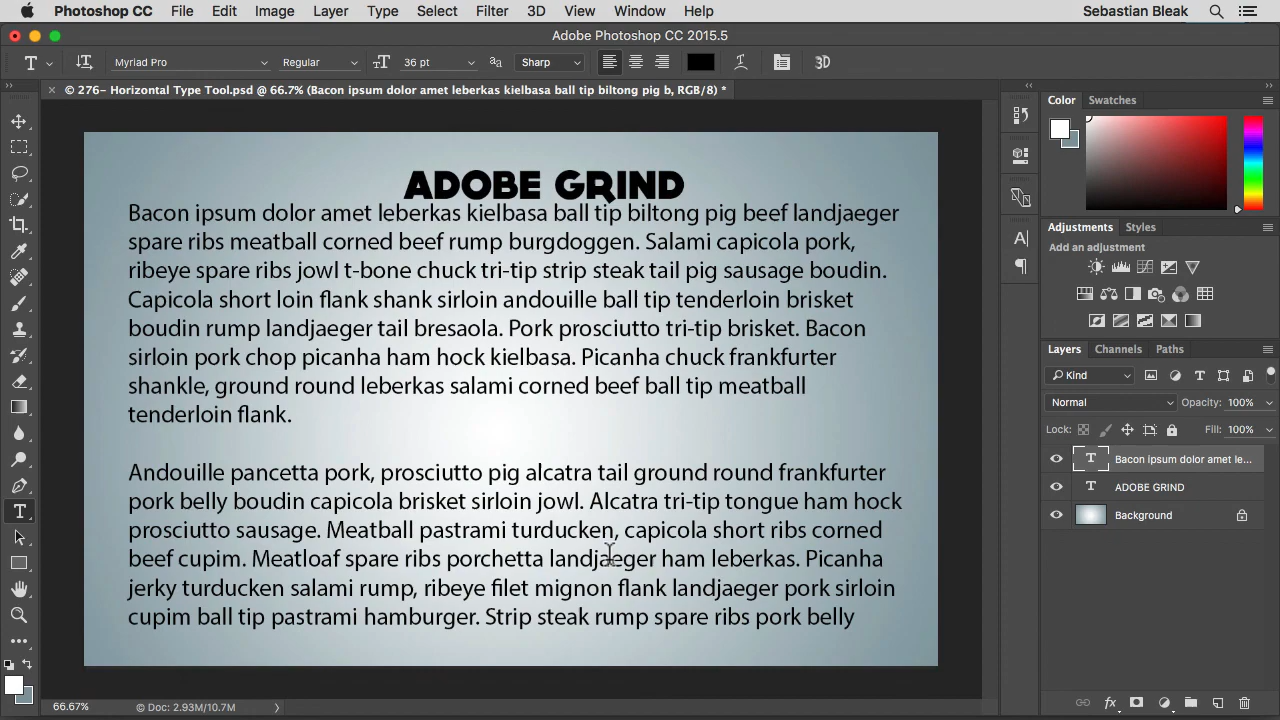 Photoshop CC File Edit Image Layer Type Select Filter 3D View Window Help Sebastian Bleak
Adobe Photoshop CC 2015.5
Myriad Pro Regular 36 pt Sharp 3D
© 276– Horizontal Type Tool.psd @ 66.7% (Bacon ipsum dolor amet leberkas kielbasa ball tip biltong pig b, RGB/8) *
ADOBE GRIND
Bacon ipsum dolor amet leberkas kielbasa ball tip biltong pig beef landjaeger
spare ribs meatball corned beef rump burgdoggen. Salami capicola pork,
ribeye spare ribs jowl t-bone chuck tri-tip strip steak tail pig sausage boudin.
Capicola short loin flank shank sirloin andouille ball tip tenderloin brisket
boudin rump landjaeger tail bresaola. Pork prosciutto tri-tip brisket. Bacon
sirloin pork chop picanha ham hock kielbasa. Picanha chuck frankfurter
shankle, ground round leberkas salami corned beef ball tip meatball
tenderloin flank.
Andouille pancetta pork, prosciutto pig alcatra tail ground round frankfurter
pork belly boudin capicola brisket sirloin jowl. Alcatra tri-tip tongue ham hock
prosciutto sausage. Meatball pastrami turducken, capicola short ribs corned
beef cupim. Meatloaf spare ribs porchetta landjaeger ham leberkas. Picanha
jerky turducken salami rump, ribeye filet mignon flank landjaeger pork sirloin
cupim ball tip pastrami hamburger. Strip steak rump spare ribs pork belly
66.67% © Doc: 2.93M/10.7M
Color Swatches
Adjustments Styles
Add an adjustment
Layers Channels Paths
Kind
Normal Opacity: 100%
Lock: Fill: 100%
Bacon ipsum dolor amet le...
ADOBE GRIND
Background